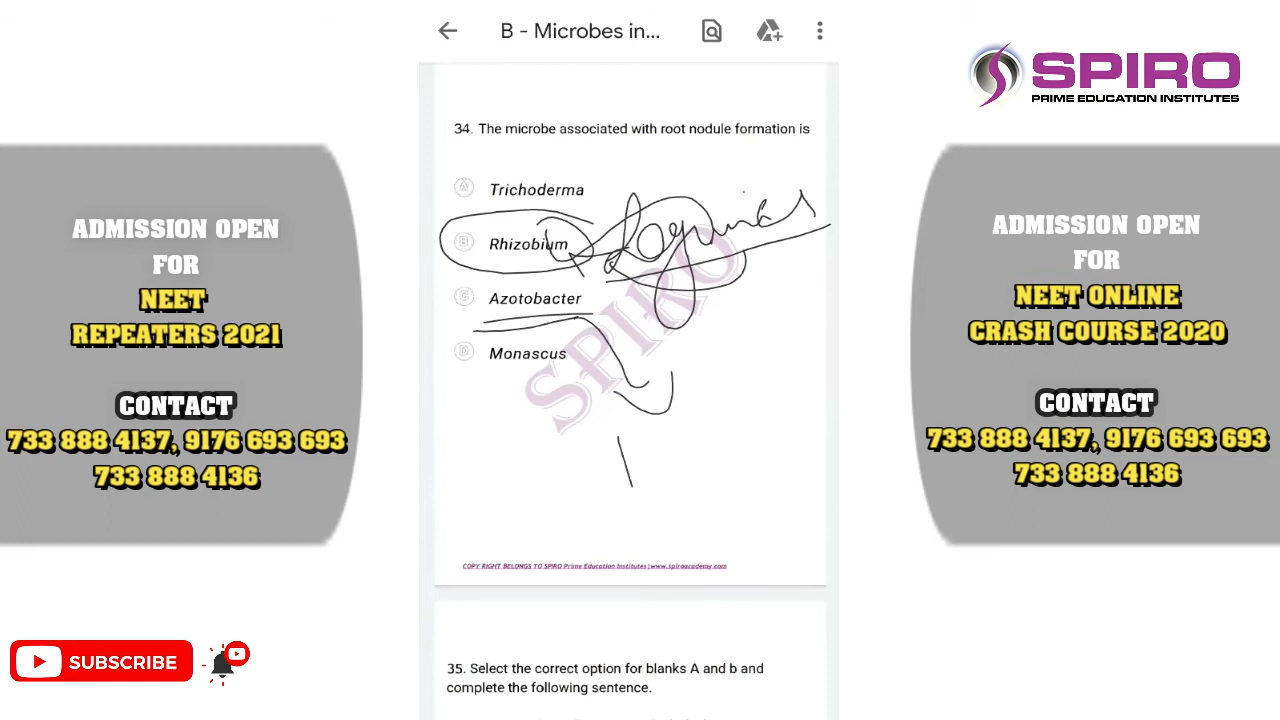 B - Microbes in...
SPIRO
PRIME EDUCATION INSTITUTES
34. The microbe associated with root nodule formation is
A Trichoderma
B Rhizobium
C Azotobacter
D Monascus
SPIRO
COPY RIGHT BELONGS TO SPIRO Prime Education Institutes|www.spiroacademy.com
35. Select the correct option for blanks A and b and
complete the following sentence.
ADMISSION OPEN
FOR
NEET
REPEATERS 2021
CONTACT
733 888 4137, 9176 693 693
733 888 4136
ADMISSION OPEN
FOR
NEET ONLINE
CRASH COURSE 2020
CONTACT
733 888 4137, 9176 693 693
733 888 4136
SUBSCRIBE